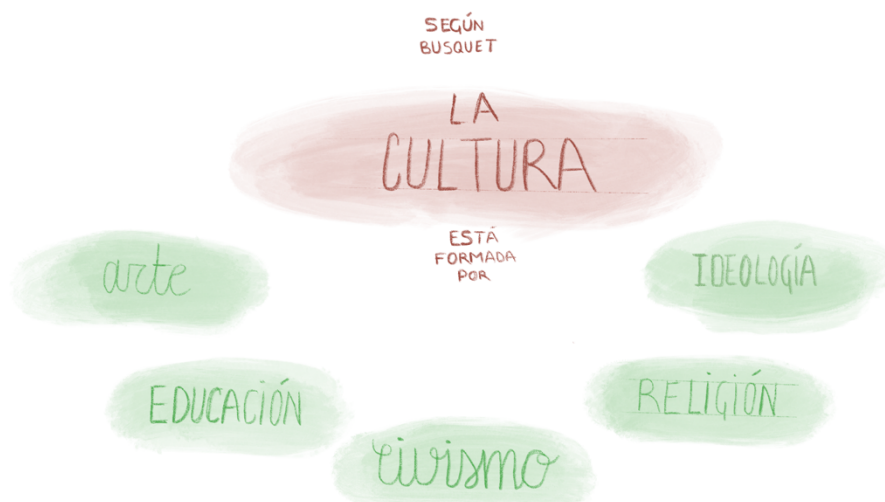 SEGÚN
BUSQUET
LA
CULTURA
ESTÁ
FORMADA
POR
arte
IDEOLOGÍA
EDUCACIÓN
RELIGIÓN
civismo